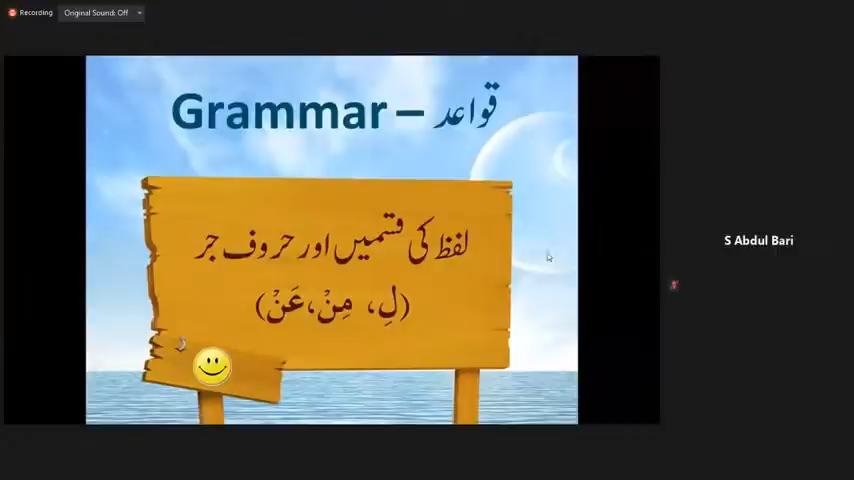 Recording
Original Sound: Off
Grammar – قواعد
لفظ کی قسمیں اور حروف جر
(لِ، مِنْ، عَنْ)
S Abdul Bari